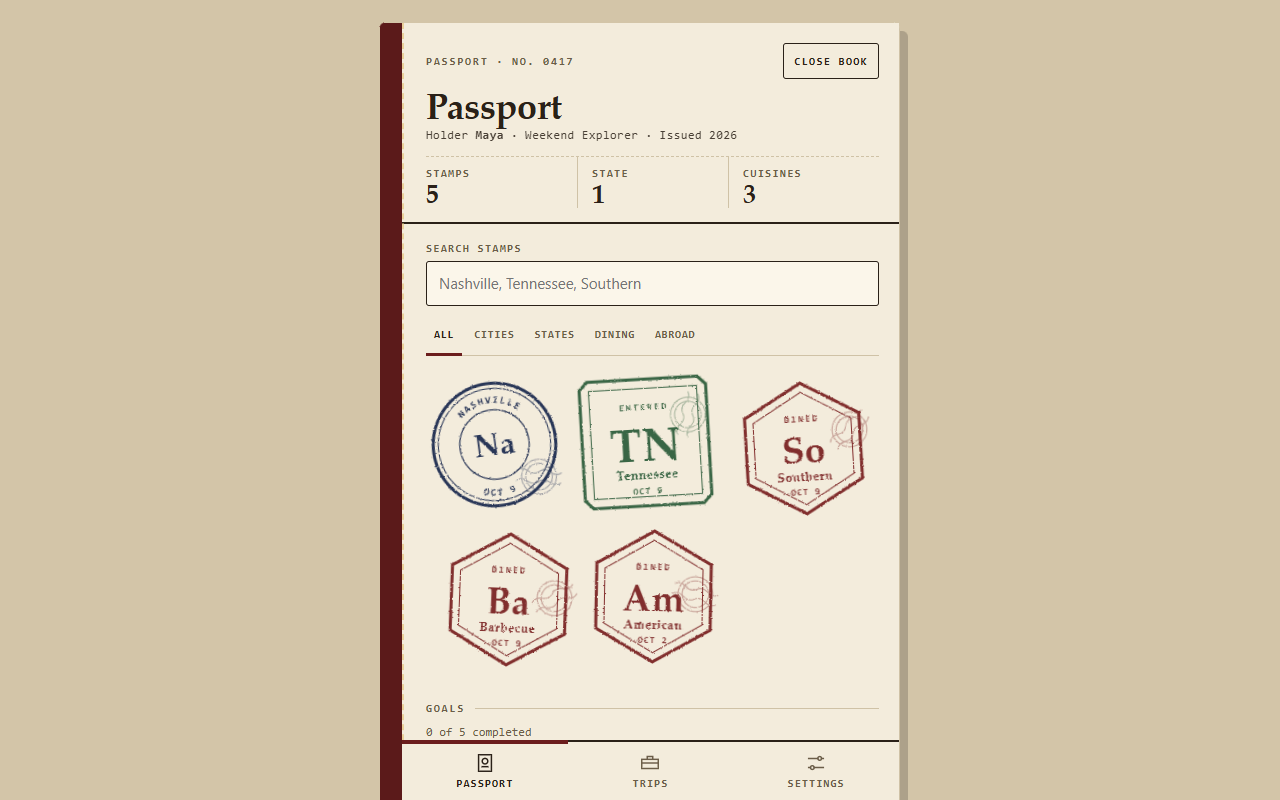 PASSPORT · NO. 0417
CLOSE BOOK
Passport
Holder Maya · Weekend Explorer · Issued 2026
STAMPS
5
STATE
1
CUISINES
3
SEARCH STAMPS
Nashville, Tennessee, Southern
ALL CITIES STATES DINING ABROAD
NASHVILLE
Na
OCT 9
ENTERED
TN
Tennessee
OCT 9
DINED
So
Southern
OCT 9
DINED
Ba
Barbecue
OCT 9
DINED
Am
American
OCT 2
GOALS
0 of 5 completed
PASSPORT
TRIPS
SETTINGS